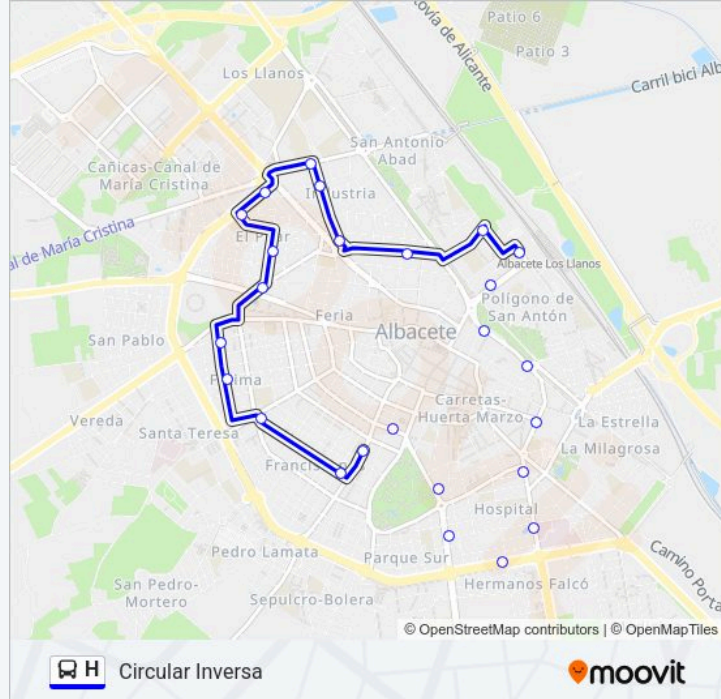 Patio 6
Patio 3
ovía de Alicante
Los Llanos
Carril bici Alb
San Antonio
Abad
Cañicas-Canal de
María Cristina
Industria
al de María Cristina
El Pilar
Albacete Los Llanos
Polígono de
San Antón
Feria
Albacete
San Pablo
Fátima
Carretas-
Huerta Marzo
Vereda
Santa Teresa
La Estrella
La Milagrosa
Francisc
Hospital
Pedro Lamata
Parque Sur
Camino Porta
San Pedro-
Mortero
Hermanos Falcó
Sepulcro-Bolera
© OpenStreetMap contributors | © OpenMapTiles
H Circular Inversa
moovit